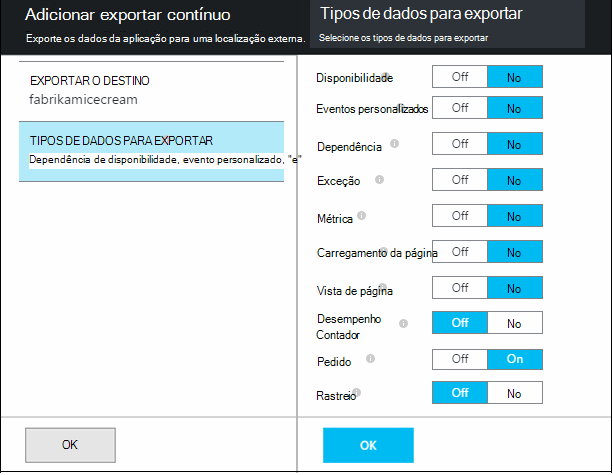 Adicionar exportar contínuo
Exporte os dados da aplicação para uma localização externa.
EXPORTAR O DESTINO
fabrikamicecream
TIPOS DE DADOS PARA EXPORTAR
Dependência de disponibilidade, evento personalizado, "e"
OK
Tipos de dados para exportar
Selecione os tipos de dados para exportar
Disponibilidade Off No
Eventos personalizados Off No
Dependência Off No
Exceção Off No
Métrica Off No
Carregamento da página Off No
Vista de página Off No
Desempenho
Contador Off No
Pedido Off On
Rastreio Off No
OK